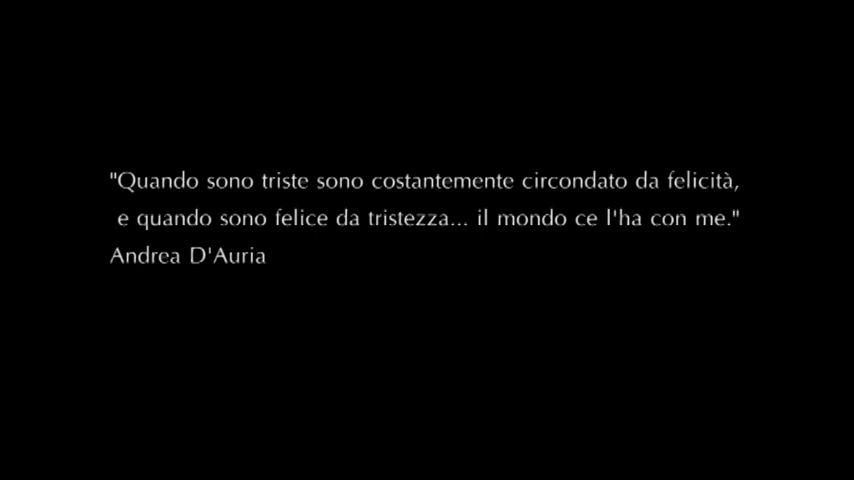 "Quando sono triste sono costantemente circondato da felicità,
e quando sono felice da tristezza... il mondo ce l'ha con me."
Andrea D'Auria